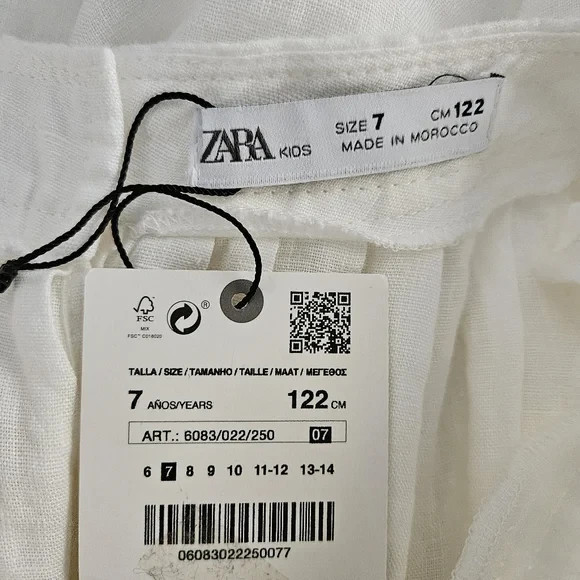 ZARA KIDS
SIZE 7 CM 122
MADE IN MOROCCO
FSC
MIX
®
TALLA / SIZE / TAMANHO / TAILLE / MAAT / ΜΕΓΕΘΟΣ
7 AÑOS/YEARS 122 CM
ART.: 6083/022/250 07
6 7 8 9 10 11-12 13-14
06083022250077